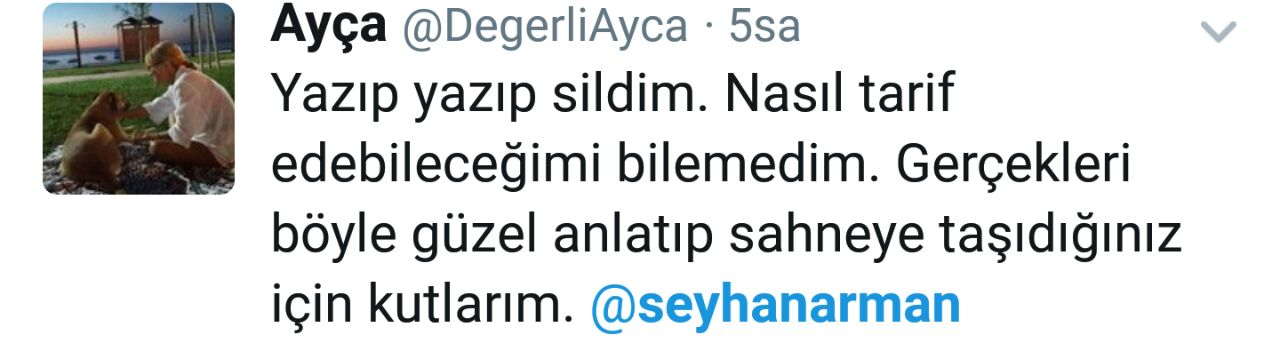 Ayça @DegerliAyca · 5sa
Yazıp yazıp sildim. Nasıl tarif
edebileceğimi bilemedim. Gerçekleri
böyle güzel anlatıp sahneye taşıdığınız
için kutlarım. @seyhanarman